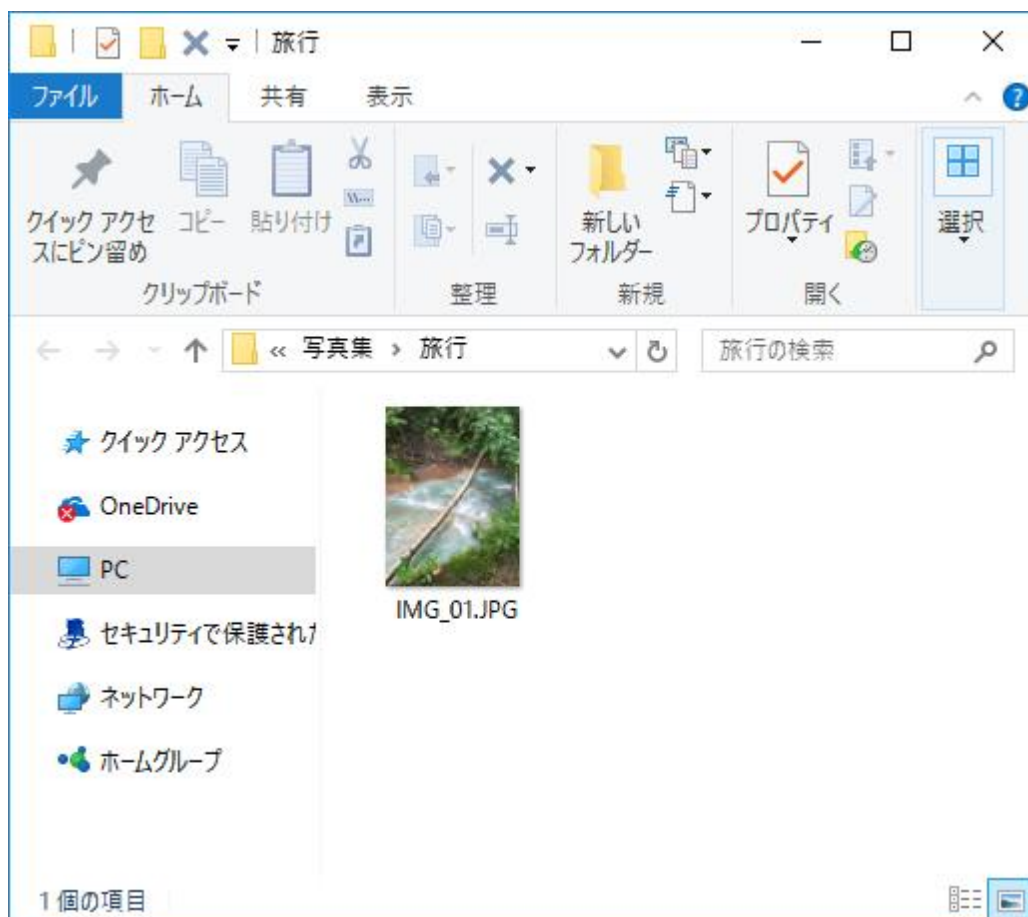 旅行
ファイル ホーム 共有 表示
クイック アクセ
スにピン留め
コピー
貼り付け
新しい
フォルダー
プロパティ
選択
クリップボード 整理 新規 開く
« 写真集 › 旅行
旅行の検索
クイック アクセス
OneDrive
PC
セキュリティで保護された
ネットワーク
ホームグループ
IMG_01.JPG
1 個の項目